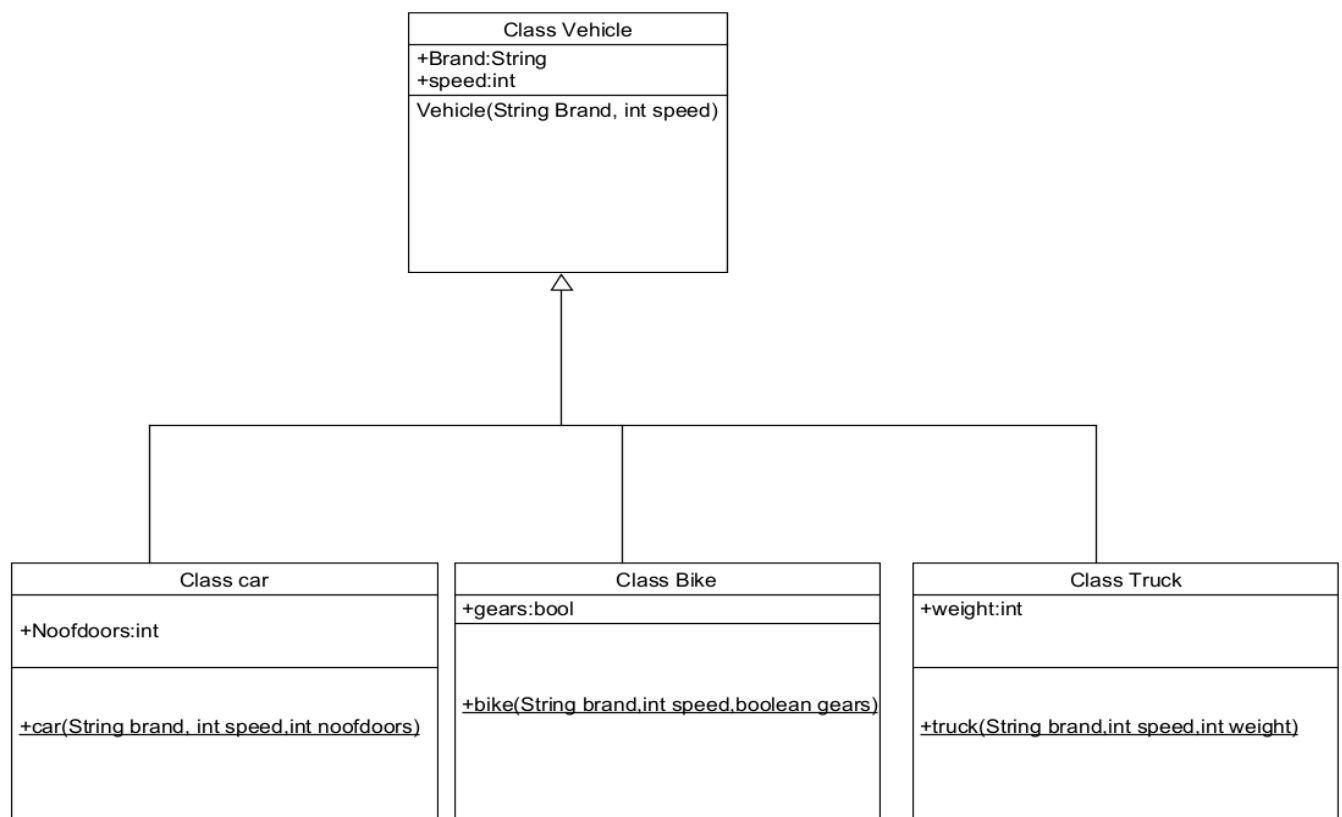 Class Vehicle
+Brand:String
+speed:int
Vehicle(String Brand, int speed)
Class car
+Noofdoors:int
+car(String brand, int speed,int noofdoors)
Class Bike
+gears:bool
+bike(String brand,int speed,boolean gears)
Class Truck
+weight:int
+truck(String brand,int speed,int weight)